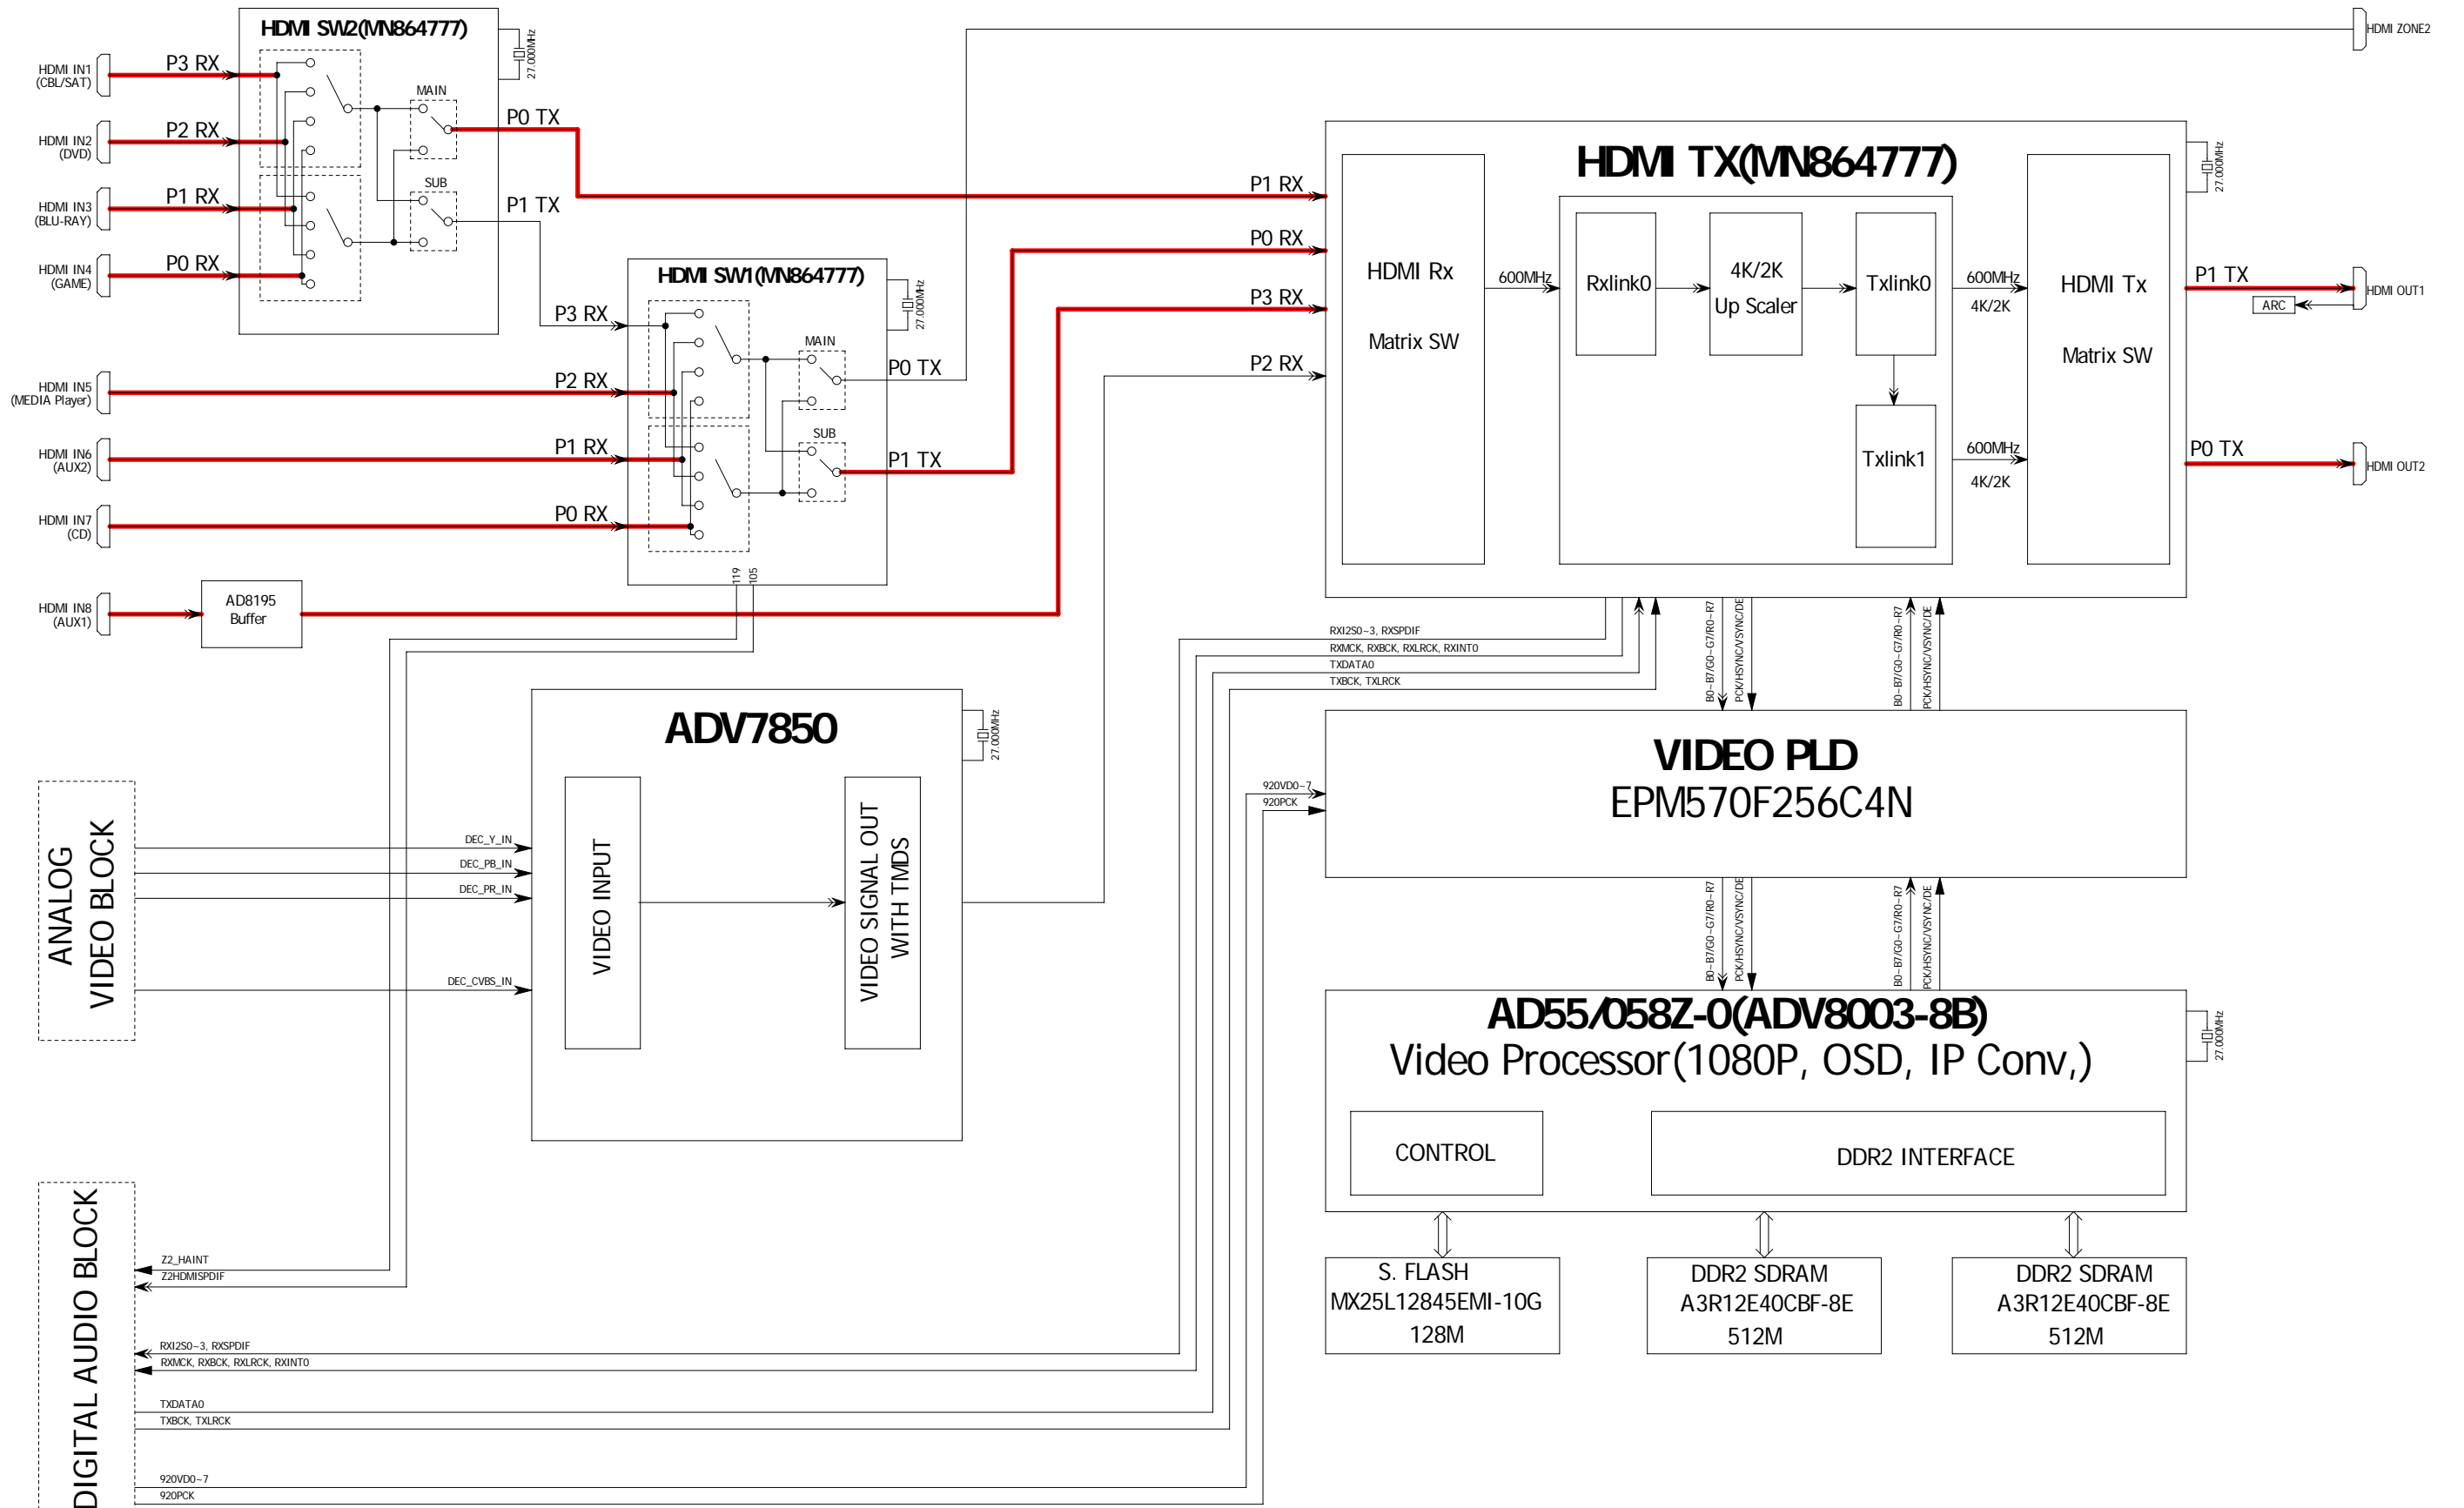 HDMI SW2(MN864777)
27.000MHz
HDMI IN1
(CBL/SAT)
P3 RX
HDMI IN2
(DVD)
P2 RX
HDMI IN3
(BLU-RAY)
P1 RX
HDMI IN4
(GAME)
P0 RX
MAIN
SUB
P0 TX
P1 TX
HDMI ZONE2
HDMI SW1(MN864777)
27.000MHz
P3 RX
HDMI IN5
(MEDIA Player)
P2 RX
HDMI IN6
(AUX2)
P1 RX
HDMI IN7
(CD)
P0 RX
MAIN
SUB
P0 TX
P1 TX
119
105
HDMI IN8
(AUX1)
AD8195
Buffer
HDMI TX(MN864777)
27.000MHz
P1 RX
P0 RX
P3 RX
P2 RX
HDMI Rx
Matrix SW
600MHz
Rxlink0
4K/2K
Up Scaler
Txlink0
Txlink1
600MHz
4K/2K
600MHz
4K/2K
HDMI Tx
Matrix SW
P1 TX
HDMI OUT1
ARC
P0 TX
HDMI OUT2
RXI2S0~3, RXSPDIF
RXMCK, RXBCK, RXLRCK, RXINT0
TXDATA0
TXBCK, TXLRCK
B0~B7/G0~G7/R0~R7
PCK/HSYNC/VSYNC/DE
B0~B7/G0~G7/R0~R7
PCK/HSYNC/VSYNC/DE
ADV7850
27.000MHz
VIDEO INPUT
VIDEO SIGNAL OUT
WITH TMDS
ANALOG
VIDEO BLOCK
DEC_Y_IN
DEC_PB_IN
DEC_PR_IN
DEC_CVBS_IN
920VD0~7
920PCK
VIDEO PLD
EPM570F256C4N
B0~B7/G0~G7/R0~R7
PCK/HSYNC/VSYNC/DE
B0~B7/G0~G7/R0~R7
PCK/HSYNC/VSYNC/DE
AD55/058Z-0(ADV8003-8B)
Video Processor(1080P, OSD, IP Conv,)
27.000MHz
CONTROL
DDR2 INTERFACE
S. FLASH
MX25L12845EMI-10G
128M
DDR2 SDRAM
A3R12E40CBF-8E
512M
DDR2 SDRAM
A3R12E40CBF-8E
512M
DIGITAL AUDIO BLOCK
Z2_HAINT
Z2HDMISPDIF
RXI2S0~3, RXSPDIF
RXMCK, RXBCK, RXLRCK, RXINT0
TXDATA0
TXBCK, TXLRCK
920VD0~7
920PCK